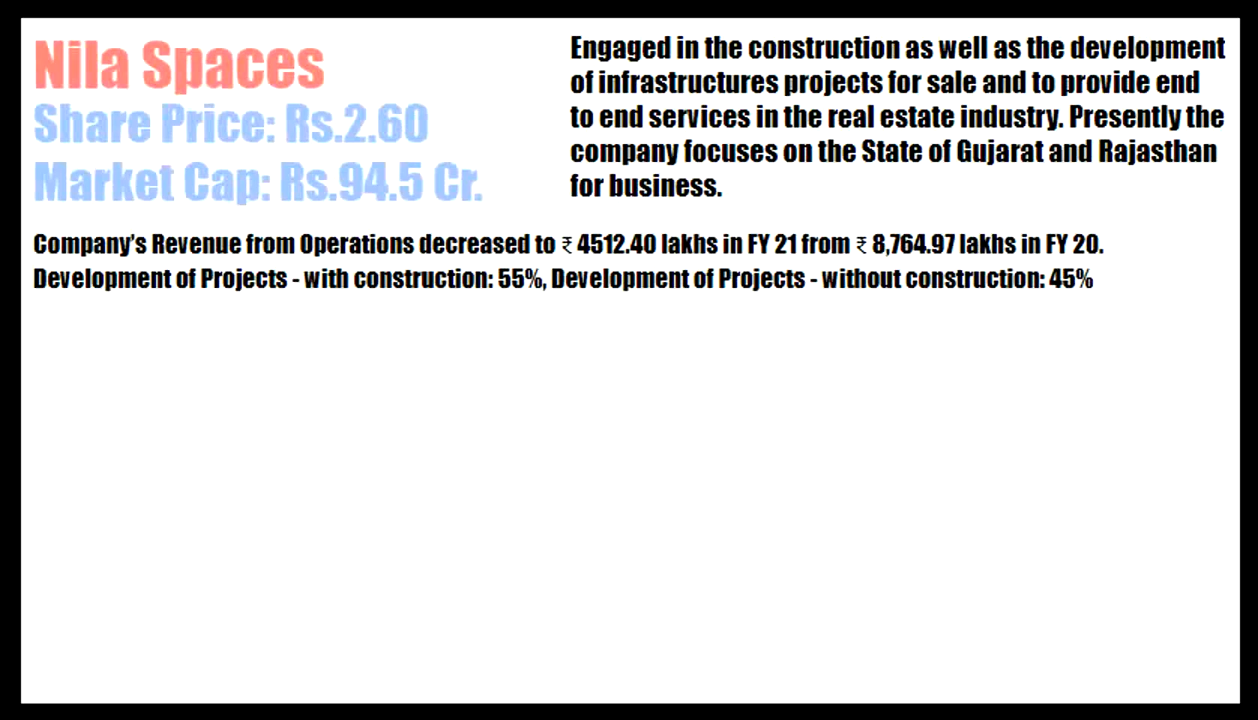 Nila Spaces
Share Price: Rs.2.60
Market Cap: Rs.94.5 Cr.
Engaged in the construction as well as the development
of infrastructures projects for sale and to provide end
to end services in the real estate industry. Presently the
company focuses on the State of Gujarat and Rajasthan
for business.
Company's Revenue from Operations decreased to ₹ 4512.40 lakhs in FY 21 from ₹ 8,764.97 lakhs in FY 20.
Development of Projects - with construction: 55%, Development of Projects - without construction: 45%